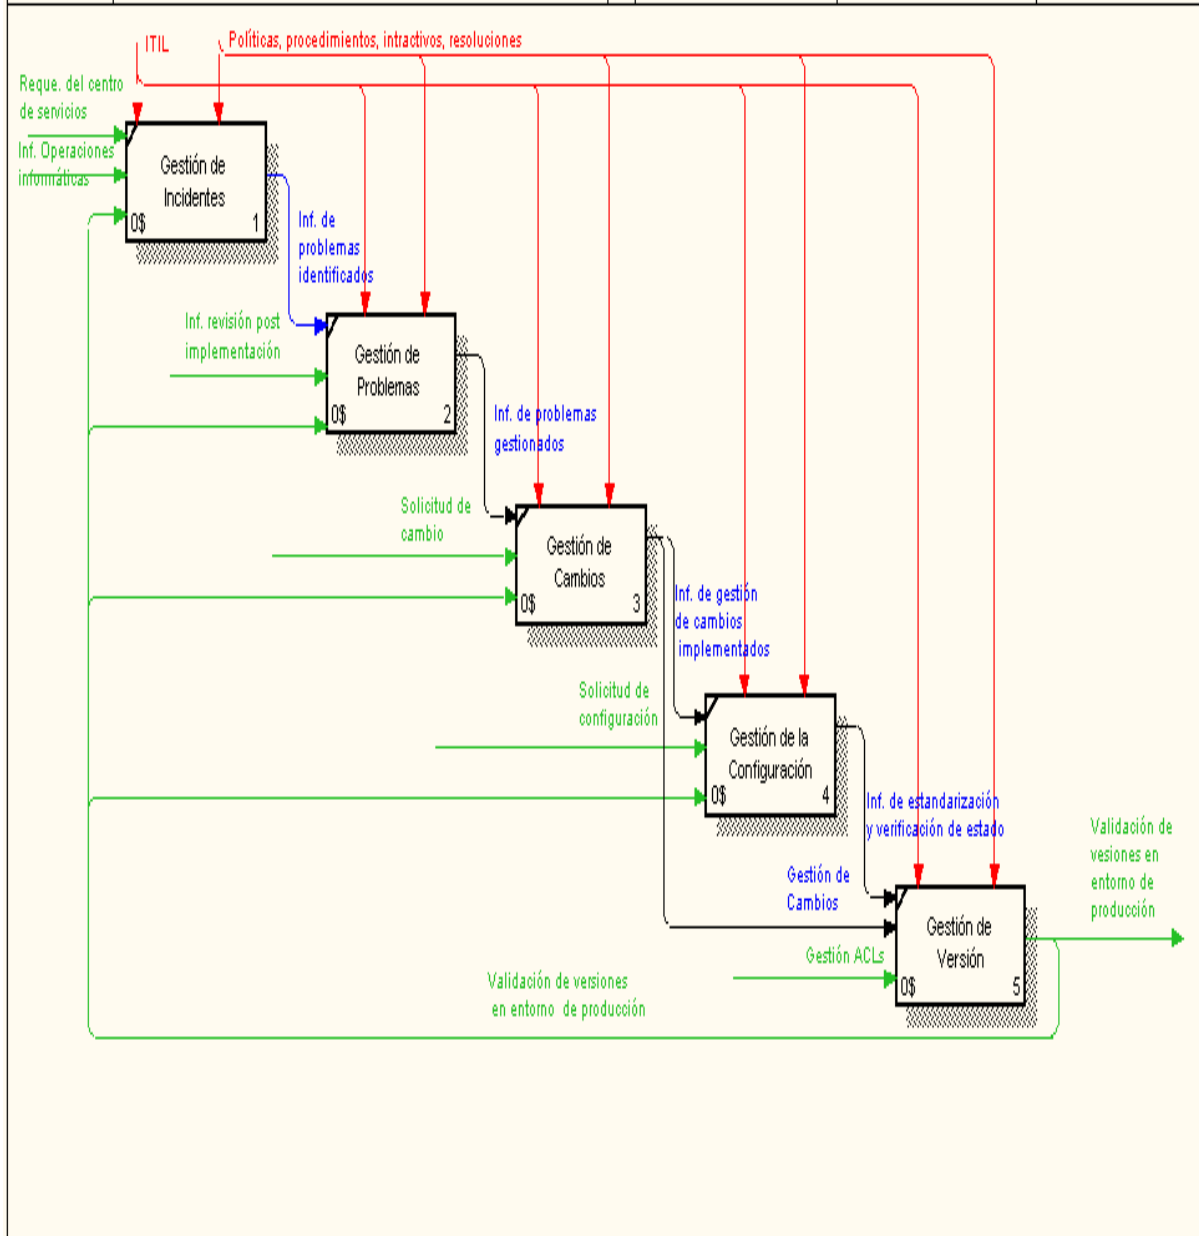 ITIL
Políticas, procedimientos, intractivos, resoluciones
Reque. del centro
de servicios
Inf. Operaciones
informáticas
Gestión de
Incidentes
0$ 1
Inf. de
problemas
identificados
Inf. revisión post
implementación
Gestión de
Problemas
0$ 2
Inf. de problemas
gestionados
Solicitud de
cambio
Gestión de
Cambios
0$ 3
Inf. de gestión
de cambios
implementados
Solicitud de
configuración
Gestión de la
Configuración
0$ 4
Inf. de estandarización
y verificación de estado
Validación de
vesiones en
entorno de
producción
Gestión de
Cambios
Gestión de
Versión
0$ 5
Gestión ACLs
Validación de versiones
en entorno de producción